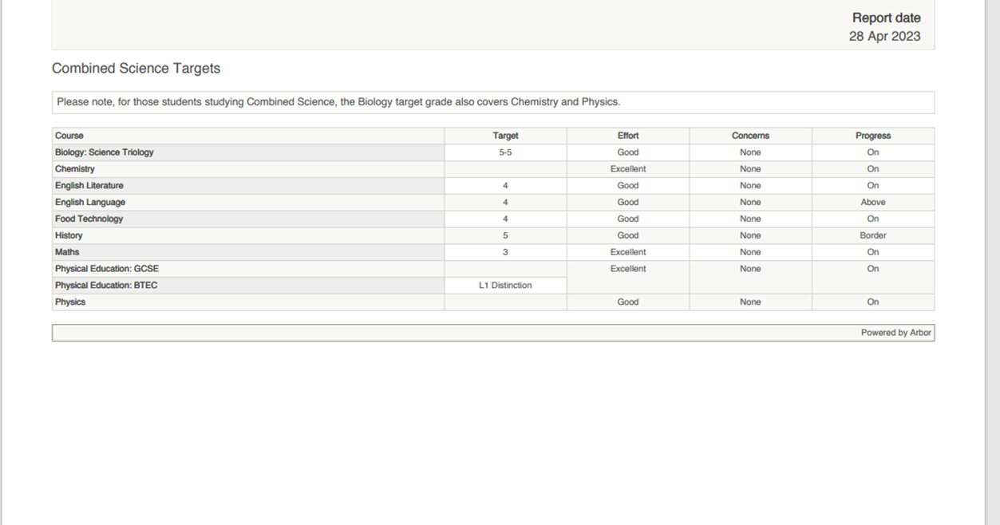 Report date
28 Apr 2023
Combined Science Targets
Please note, for those students studying Combined Science, the Biology target grade also covers Chemistry and Physics.
Course Target Effort Concerns Progress
Biology: Science Triology 5-5 Good None On
Chemistry Excellent None On
English Literature 4 Good None On
English Language 4 Good None Above
Food Technology 4 Good None On
History 5 Good None Border
Maths 3 Excellent None On
Physical Education: GCSE Excellent None On
Physical Education: BTEC L1 Distinction
Physics Good None On
Powered by Arbor